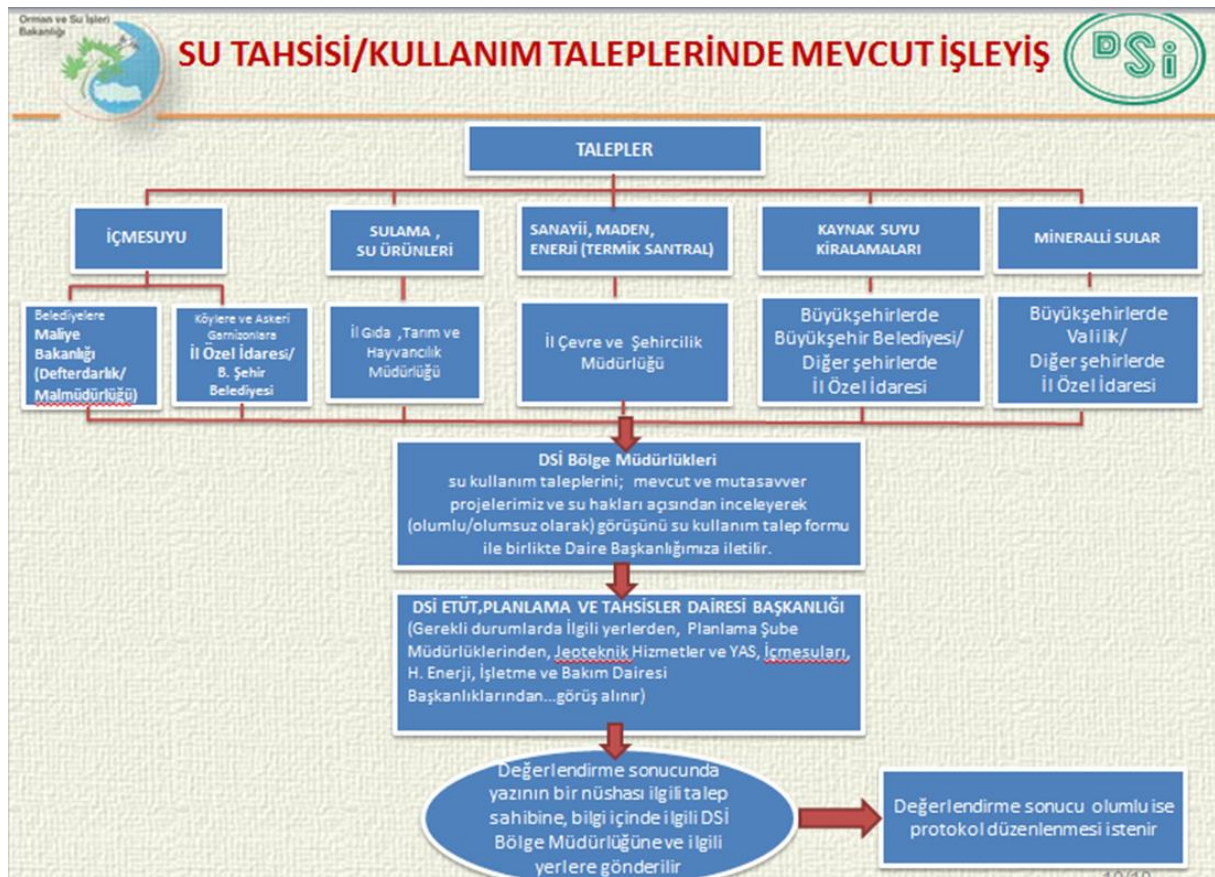 Orman ve Su İşleri
Bakanlığı
SU TAHSİSİ/KULLANIM TALEPLERİNDE MEVCUT İŞLEYİŞ
DSİ
TALEPLER
İÇMESUYU
SULAMA ,
SU ÜRÜNLERİ
SANAYİİ, MADEN,
ENERJİ (TERMİK SANTRAL)
KAYNAK SUYU
KİRALAMALARI
MİNERALLİ SULAR
Belediyelere
Maliye
Bakanlığı
(Defterdarlık/
Malmüdürlüğü)
Köylere ve Askeri
Garnizonlara
İl Özel İdaresi/
B. Şehir
Belediyesi
İl Gıda ,Tarım ve
Hayvancılık
Müdürlüğü
İl Çevre ve Şehircilik
Müdürlüğü
Büyükşehirlerde
Büyükşehir Belediyesi/
Diğer şehirlerde
İl Özel İdaresi
Büyükşehirlerde
Valilik/
Diğer şehirlerde
İl Özel İdaresi
DSİ Bölge Müdürlükleri
su kullanım taleplerini; mevcut ve mutasavver
projelerimiz ve su hakları açısından inceleyerek
(olumlu/olumsuz olarak) görüşünü su kullanım talep formu
ile birlikte Daire Başkanlığımıza iletilir.
DSİ ETÜT,PLANLAMA VE TAHSİSLER DAİRESİ BAŞKANLIĞI
(Gerekli durumlarda İlgili yerlerden, Planlama Şube
Müdürlüklerinden, Jeoteknik Hizmetler ve YAS, İçmesuları,
H. Enerji, İşletme ve Bakım Dairesi
Başkanlıklarından...görüş alınır)
Değerlendirme sonucunda
yazının bir nüshası ilgili talep
sahibine, bilgi içinde ilgili DSİ
Bölge Müdürlüğüne ve ilgili
yerlere gönderilir
Değerlendirme sonucu olumlu ise
protokol düzenlenmesi istenir